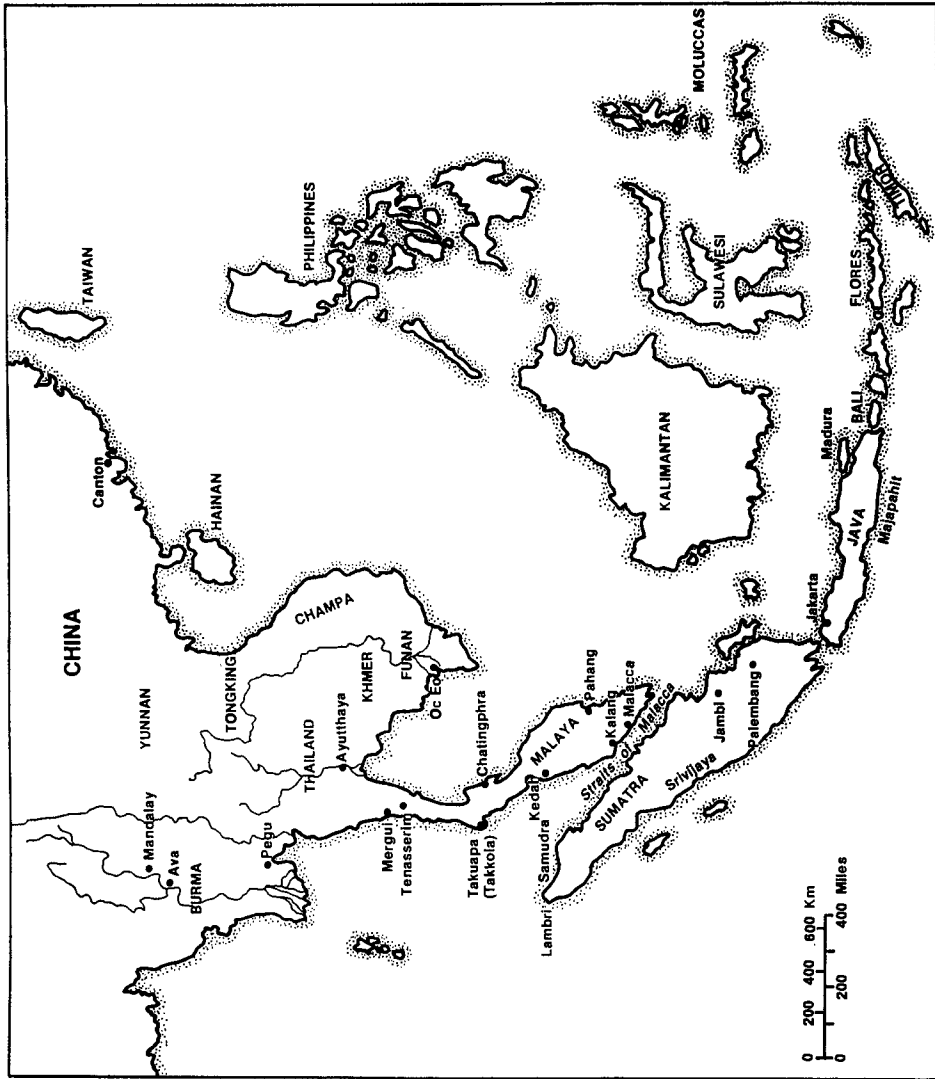 CHINA
TAIWAN
Canton
HAINAN
YUNNAN
Mandalay
Ava
BURMA
Pegu
TONGKING
THAILAND
Ayutthaya
CHAMPA
KHMER
FUNAN
Oc Eo
PHILIPPINES
Mergui
Tenasserim
Takuapa
(Takkola)
Chatingphra
Kedah
MALAYA
Pahang
Kalang
Malacca
Straits of Malacca
Lambri
Samudra
SUMATRA
Srivijaya
Jambi
Palembang
KALIMANTAN
SULAWESI
MOLUCCAS
Jakarta
JAVA
Majapahit
Madura
BALI
FLORES
TIMOR
0 200 400 600 Km
0 200 400 Miles